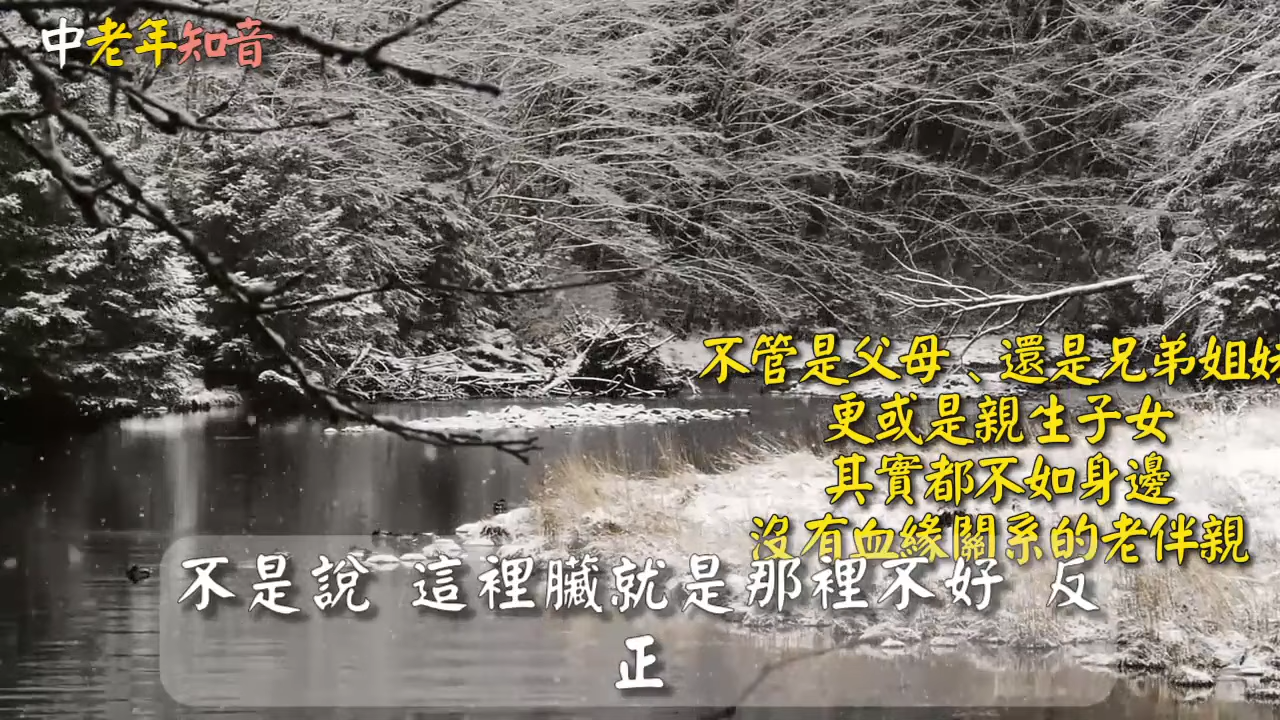 中老年知音
不管是父母、還是兄弟姐妹
更或是親生子女
其實都不如身邊
沒有血緣關系的老伴親
不是說 這裡臟就是那裡不好 反
正